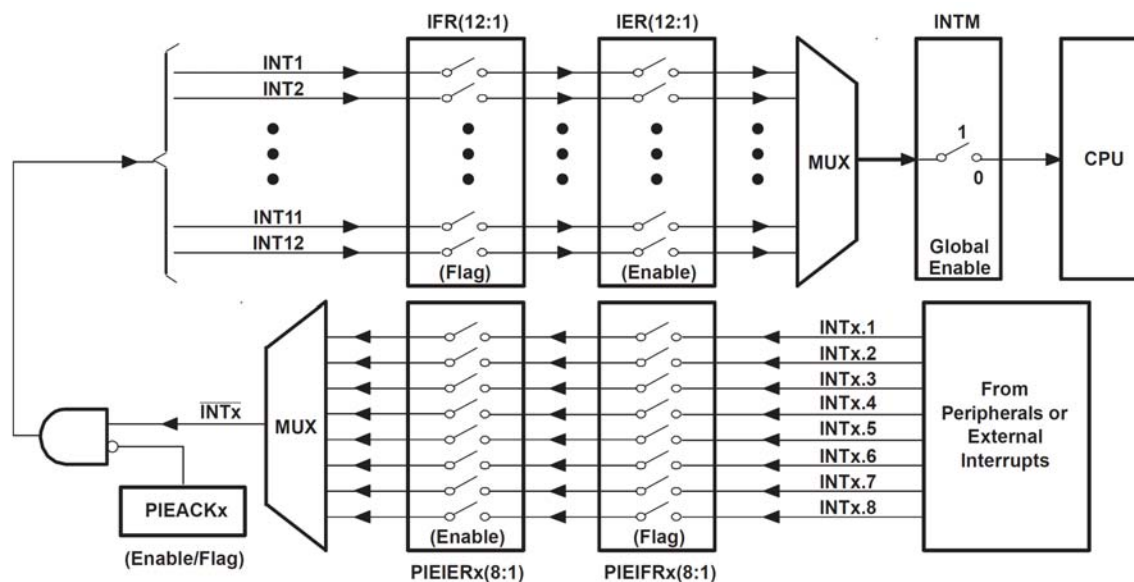 IFR(12:1)
IER(12:1)
INTM
INT1
INT2
INT11
INT12
(Flag)
(Enable)
MUX
1
0
Global
Enable
CPU
INTx
MUX
PIEACKx
(Enable/Flag)
(Enable)
(Flag)
PIEIERx(8:1)
PIEIFRx(8:1)
INTx.1
INTx.2
INTx.3
INTx.4
INTx.5
INTx.6
INTx.7
INTx.8
From
Peripherals or
External
Interrupts